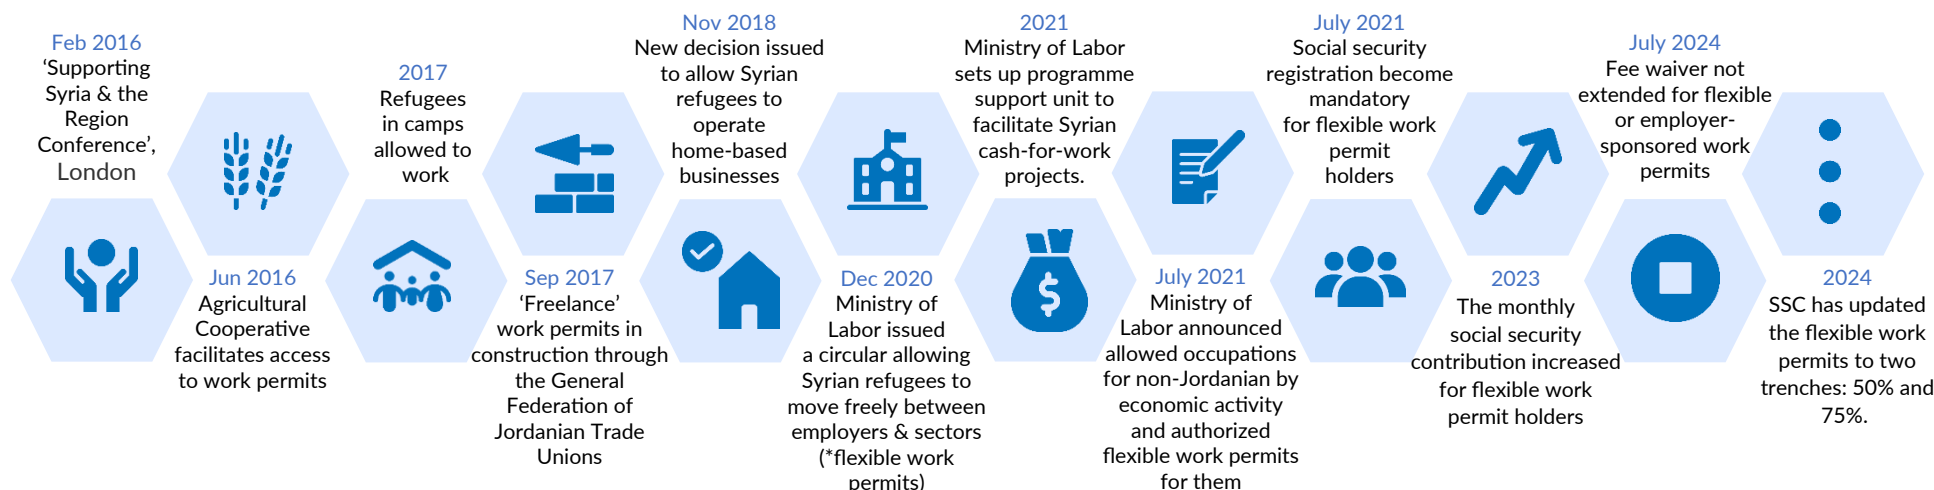 Feb 2016
‘Supporting
Syria & the
Region
Conference’,
London
Jun 2016
Agricultural
Cooperative
facilitates access
to work permits
2017
Refugees
in camps
allowed to
work
Sep 2017
‘Freelance’
work permits in
construction through
the General
Federation of
Jordanian Trade
Unions
Nov 2018
New decision issued
to allow Syrian
refugees to
operate
home-based
businesses
Dec 2020
Ministry of
Labor issued
a circular allowing
Syrian refugees to
move freely between
employers & sectors
(*flexible work
permits)
2021
Ministry of Labor
sets up programme
support unit to
facilitate Syrian
cash-for-work
projects.
$
July 2021
Ministry of
Labor announced
allowed occupations
for non-Jordanian by
economic activity
and authorized
flexible work permits
for them
July 2021
Social security
registration become
mandatory
for flexible work
permit
holders
2023
The monthly
social security
contribution increased
for flexible work
permit holders
July 2024
Fee waiver not
extended for flexible
or employer-
sponsored work
permits
2024
SSC has updated
the flexible work
permits to two
trenches: 50% and
75%.